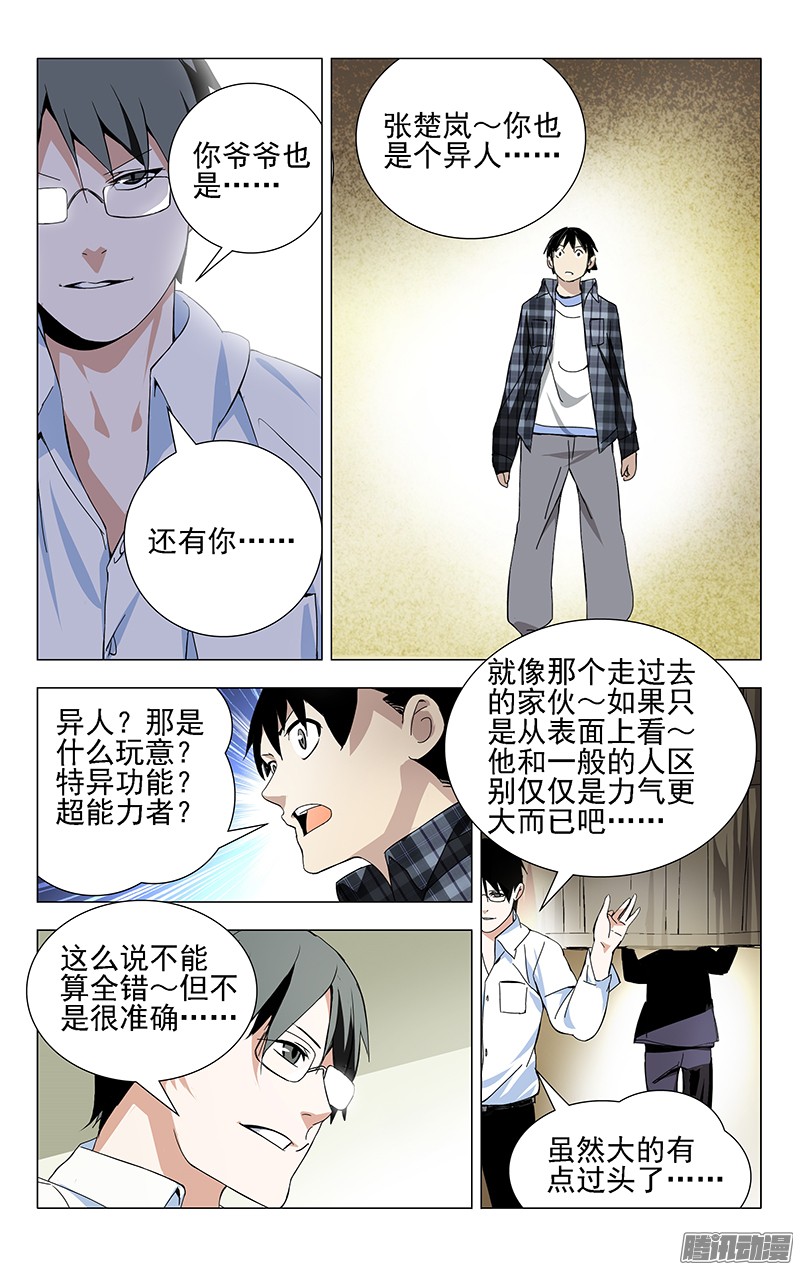 你爷爷也
是……
还有你……
张楚岚～你也
是个异人……
异人？那是
什么玩意？
特异功能？
超能力者？
这么说不能
算全错～但不
是很准确……
就像那个走过去
的家伙～如果只
是从表面上看～
他和一般的人区
别仅仅是力气更
大而已吧……
虽然大的有
点过头了……
腾讯动漫